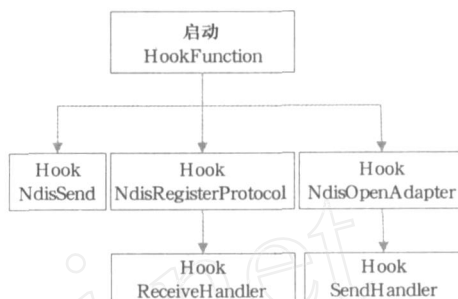 启动
HookFunction
Hook
NdisSend
Hook
NdisRegisterProtocol
Hook
NdisOpenAdapter
Hook
ReceiveHandler
Hook
SendHandler